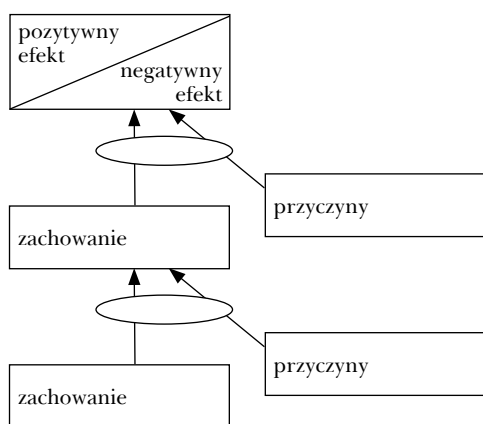 pozytywny
efekt
negatywny
efekt
przyczyny
zachowanie
przyczyny
zachowanie